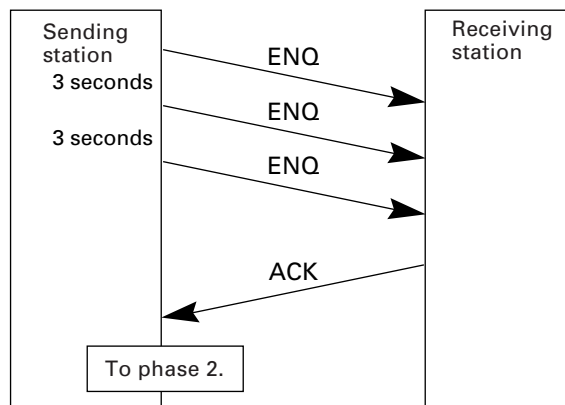 Sending
station
Receiving
station
ENQ
3 seconds
ENQ
3 seconds
ENQ
ACK
To phase 2.